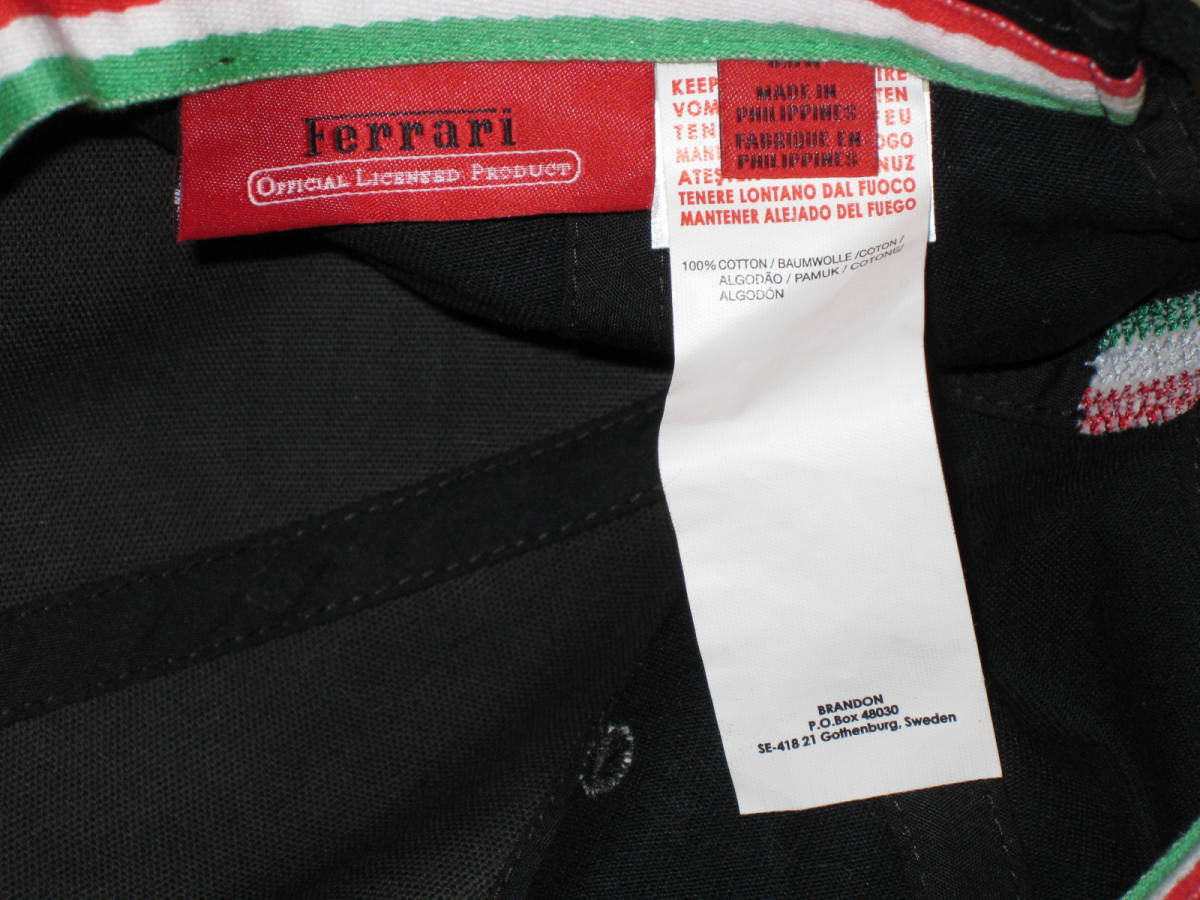 Ferrari
OFFICIAL LICENSED PRODUCT
MADE IN
PHILIPPINES
FABRIQUE EN
PHILIPPINES
KEEP
TENERE LONTANO DAL FUOCO
MANTENER ALEJADO DEL FUEGO
100% COTTON / BAUMWOLLE / COTON /
ALGODÃO / PAMUK / COTONE /
ALGODÓN
BRANDON
P.O.Box 48030
SE-418 21 Gothenburg, Sweden